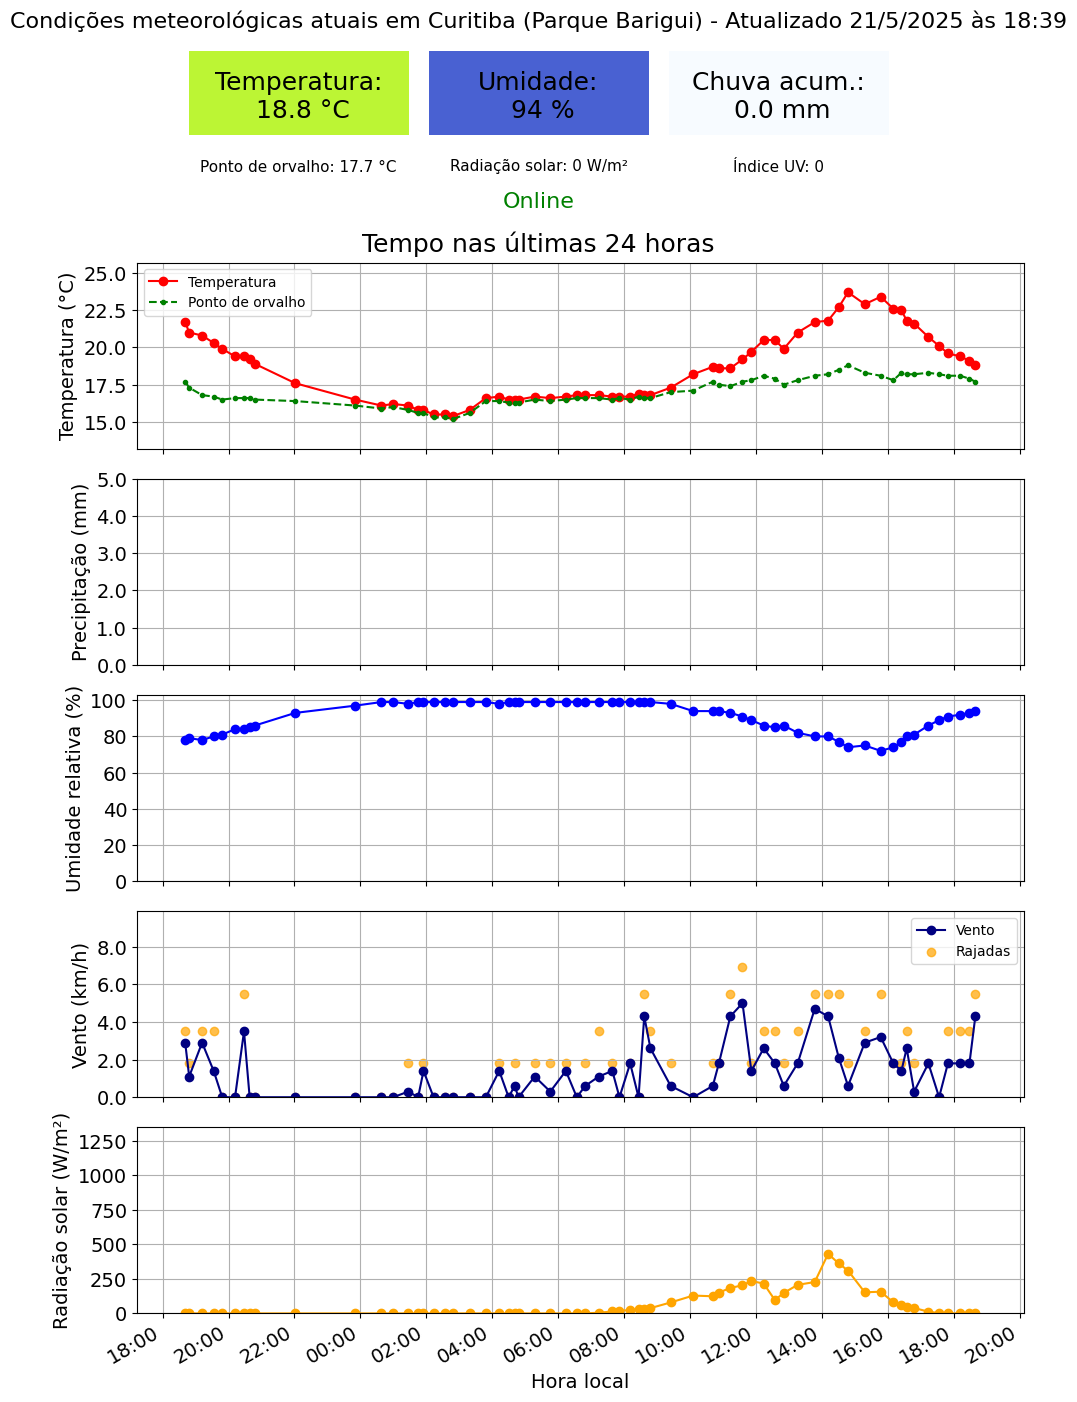 Condições meteorológicas atuais em Curitiba (Parque Barigui) - Atualizado 21/5/2025 às 18:39
Temperatura:
18.8 °C
Umidade:
94 %
Chuva acum.:
0.0 mm
Ponto de orvalho: 17.7 °C
Radiação solar: 0 W/m²
Índice UV: 0
Online
Tempo nas últimas 24 horas
Temperatura (°C)
25.0
22.5
20.0
17.5
15.0
Temperatura
Ponto de orvalho
Precipitação (mm)
5.0
4.0
3.0
2.0
1.0
0.0
Umidade relativa (%)
100
80
60
40
20
0
Vento (km/h)
8.0
6.0
4.0
2.0
0.0
Vento
Rajadas
Radiação solar (W/m²)
1250
1000
750
500
250
0
18:00 20:00 22:00 00:00 02:00 04:00 06:00 08:00 10:00 12:00 14:00 16:00 18:00 20:00
Hora local